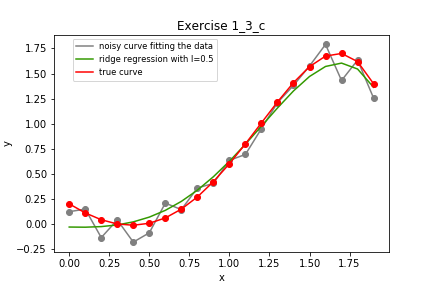 Exercise 1_3_c
noisy curve fitting the data
ridge regression with l=0.5
true curve
1.75
1.50
1.25
1.00
0.75
0.50
0.25
0.00
−0.25
y
0.00 0.25 0.50 0.75 1.00 1.25 1.50 1.75
x